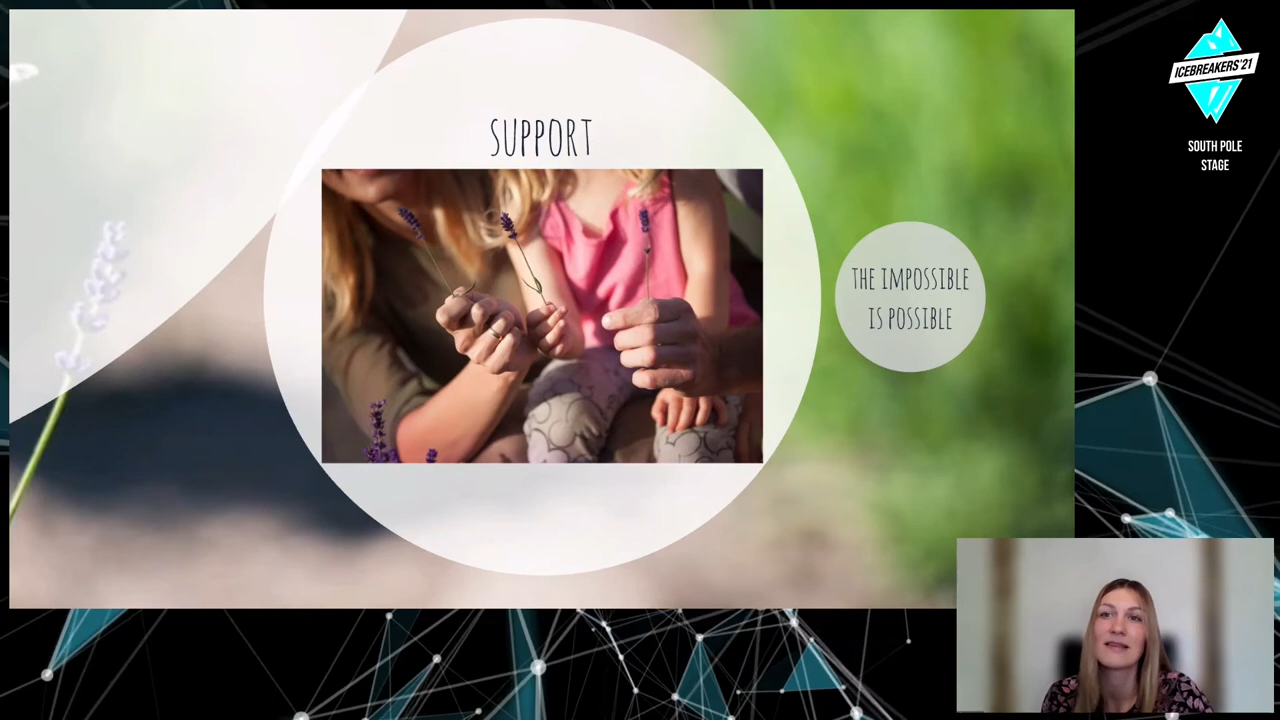 SUPPORT
THE IMPOSSIBLE
IS POSSIBLE
ICEBREAKERS'21
SOUTH POLE
STAGE